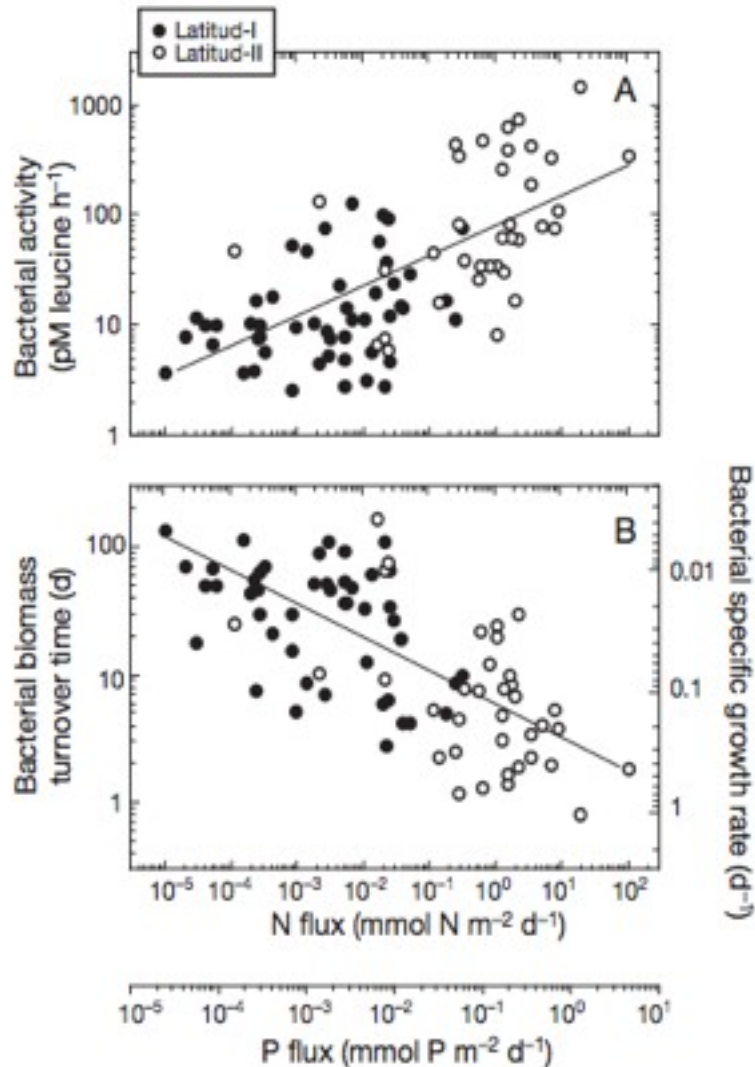 Latitud-I
Latitud-II
A
1000
100
10
1
Bacterial activity
(pM leucine h⁻¹)
B
100
10
1
Bacterial biomass
turnover time (d)
0.01
0.1
1
Bacterial specific growth rate (d⁻¹)
10⁻⁵ 10⁻⁴ 10⁻³ 10⁻² 10⁻¹ 10⁰ 10¹ 10²
N flux (mmol N m⁻² d⁻¹)
10⁻⁵ 10⁻⁴ 10⁻³ 10⁻² 10⁻¹ 10⁰ 10¹
P flux (mmol P m⁻² d⁻¹)